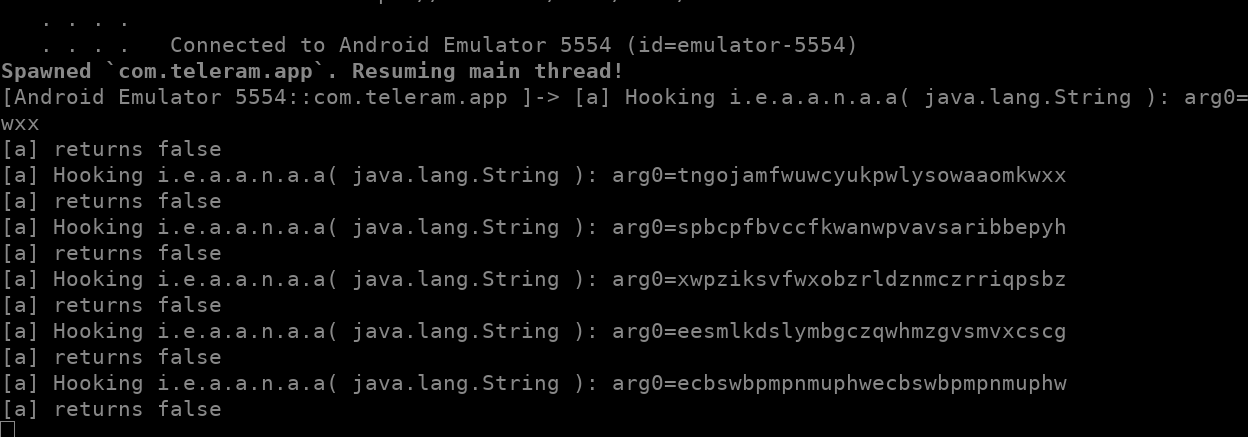 . . . .
. . . . Connected to Android Emulator 5554 (id=emulator-5554)
Spawned `com.teleram.app`. Resuming main thread!
[Android Emulator 5554::com.teleram.app ]-> [a] Hooking i.e.a.a.n.a.a( java.lang.String ): arg0=
wxx
[a] returns false
[a] Hooking i.e.a.a.n.a.a( java.lang.String ): arg0=tngojamfwuwcyukpwlysowaaomkwxx
[a] returns false
[a] Hooking i.e.a.a.n.a.a( java.lang.String ): arg0=spbcpfbvccfkwanwpvavsaribbepyh
[a] returns false
[a] Hooking i.e.a.a.n.a.a( java.lang.String ): arg0=xwpziksvfwxobzrldznmczrriqpsbz
[a] returns false
[a] Hooking i.e.a.a.n.a.a( java.lang.String ): arg0=eesmlkdslymbgczqwhmzgvsmvxcscg
[a] returns false
[a] Hooking i.e.a.a.n.a.a( java.lang.String ): arg0=ecbswbpmpnmuphwecbswbpmpnmuphw
[a] returns false